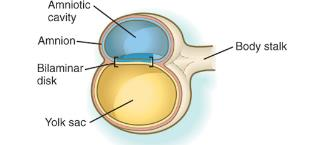 Amniotic
cavity
Amnion
Body stalk
Bilaminar
disk
Yolk sac